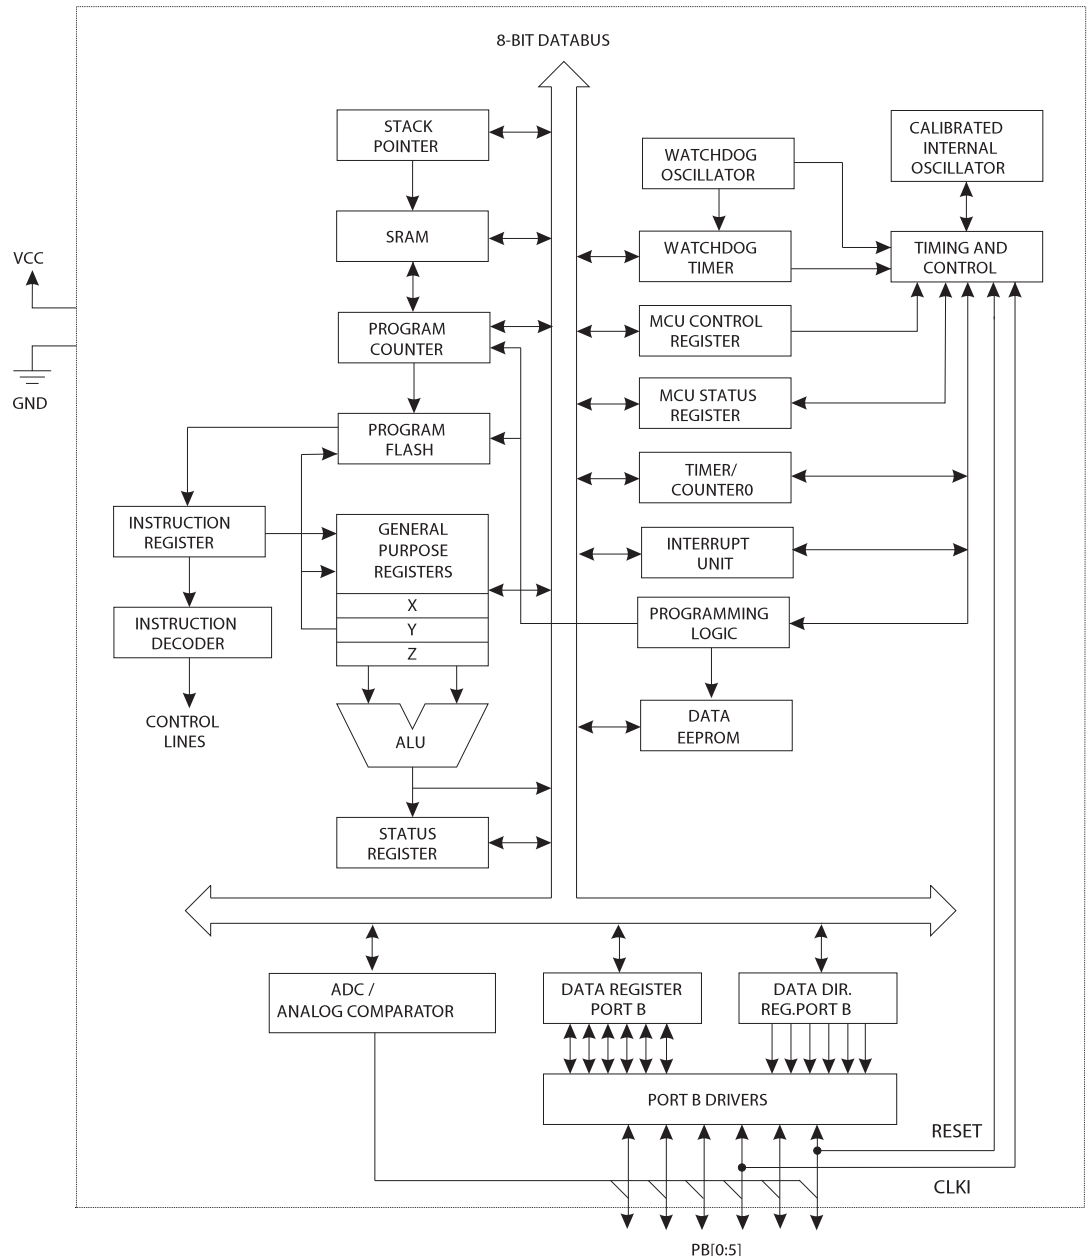 8-BIT DATABUS
STACK
POINTER
SRAM
PROGRAM
COUNTER
PROGRAM
FLASH
INSTRUCTION
REGISTER
INSTRUCTION
DECODER
CONTROL
LINES
GENERAL
PURPOSE
REGISTERS
X
Y
Z
ALU
STATUS
REGISTER
VCC
GND
WATCHDOG
OSCILLATOR
WATCHDOG
TIMER
MCU CONTROL
REGISTER
MCU STATUS
REGISTER
TIMER/
COUNTER0
INTERRUPT
UNIT
PROGRAMMING
LOGIC
DATA
EEPROM
CALIBRATED
INTERNAL
OSCILLATOR
TIMING AND
CONTROL
ADC /
ANALOG COMPARATOR
DATA REGISTER
PORT B
DATA DIR.
REG.PORT B
PORT B DRIVERS
RESET
CLKI
PB[0:5]